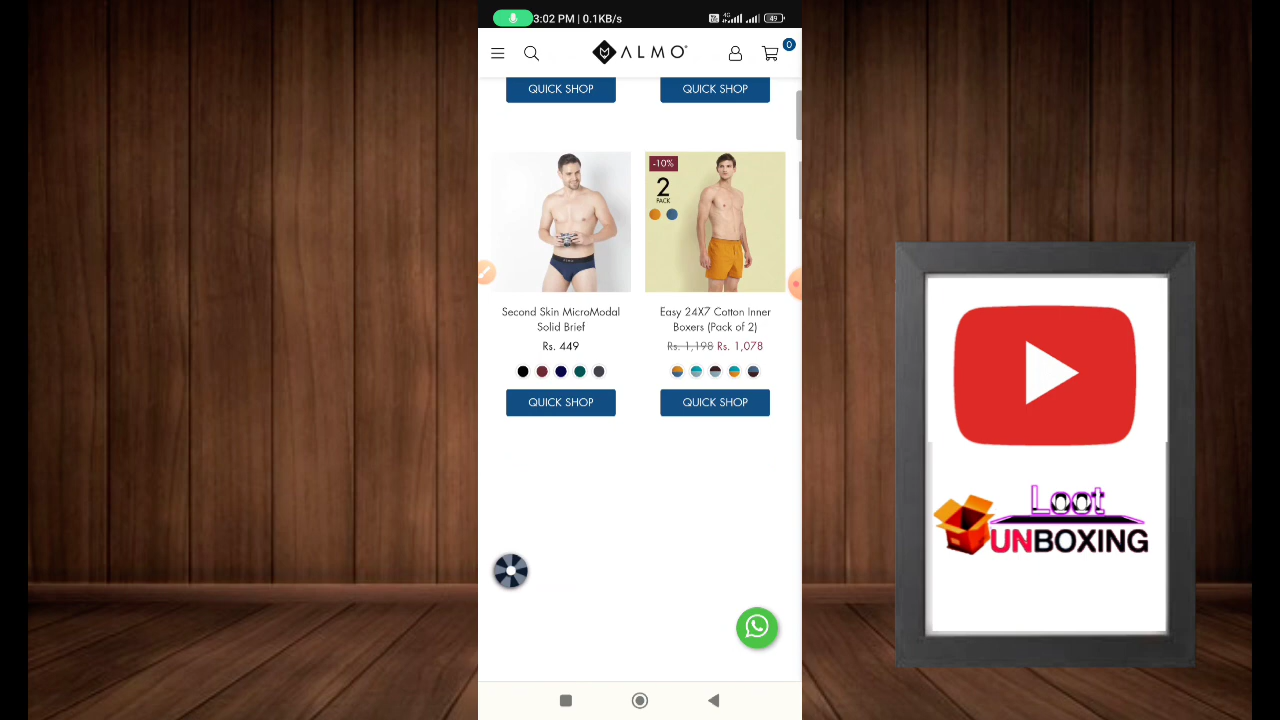 3:02 PM | 0.1KB/s
4G
49
ALMO
0
QUICK SHOP
QUICK SHOP
-10%
2
PACK
Second Skin MicroModal
Solid Brief
Rs. 449
QUICK SHOP
Easy 24X7 Cotton Inner
Boxers (Pack of 2)
Rs. 1,198 Rs. 1,078
QUICK SHOP
Loot
UNBOXING